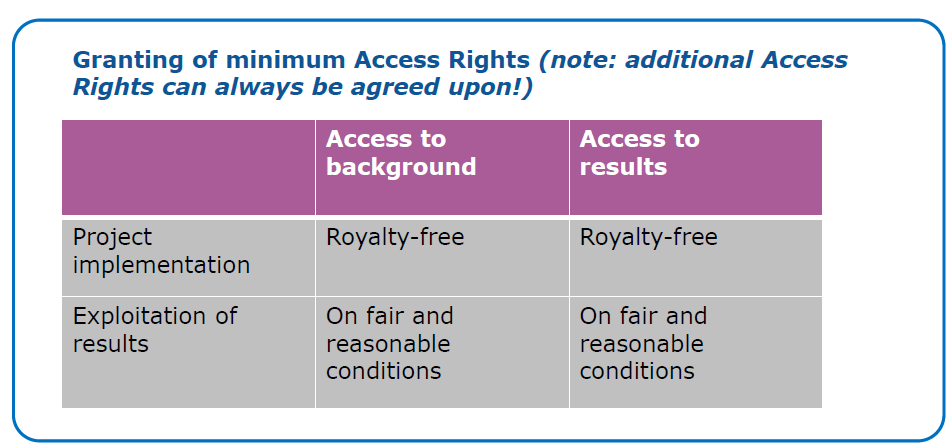 Granting of minimum Access Rights (note: additional Access
Rights can always be agreed upon!)
Access to
background
Access to
results
Project
implementation
Royalty-free
Royalty-free
Exploitation of
results
On fair and
reasonable
conditions
On fair and
reasonable
conditions